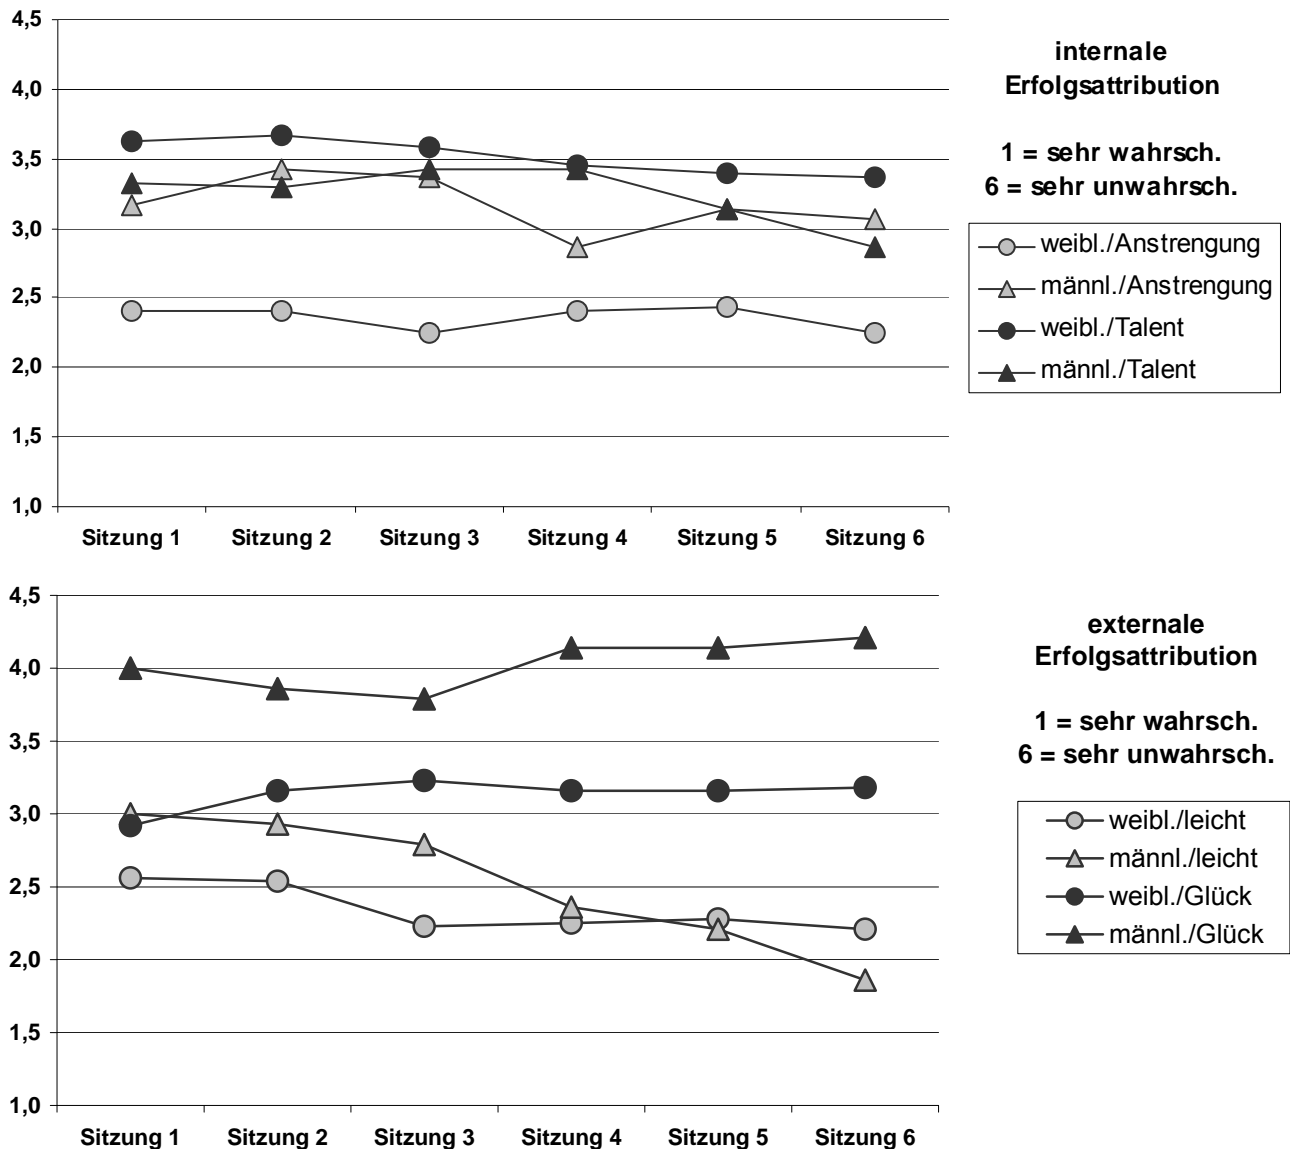 4,5
4,0
3,5
3,0
2,5
2,0
1,5
1,0
Sitzung 1 Sitzung 2 Sitzung 3 Sitzung 4 Sitzung 5 Sitzung 6
internale
Erfolgsattribution
1 = sehr wahrsch.
6 = sehr unwahrsch.
weibl./Anstrengung
männl./Anstrengung
weibl./Talent
männl./Talent
4,5
4,0
3,5
3,0
2,5
2,0
1,5
1,0
Sitzung 1 Sitzung 2 Sitzung 3 Sitzung 4 Sitzung 5 Sitzung 6
externale
Erfolgsattribution
1 = sehr wahrsch.
6 = sehr unwahrsch.
weibl./leicht
männl./leicht
weibl./Glück
männl./Glück